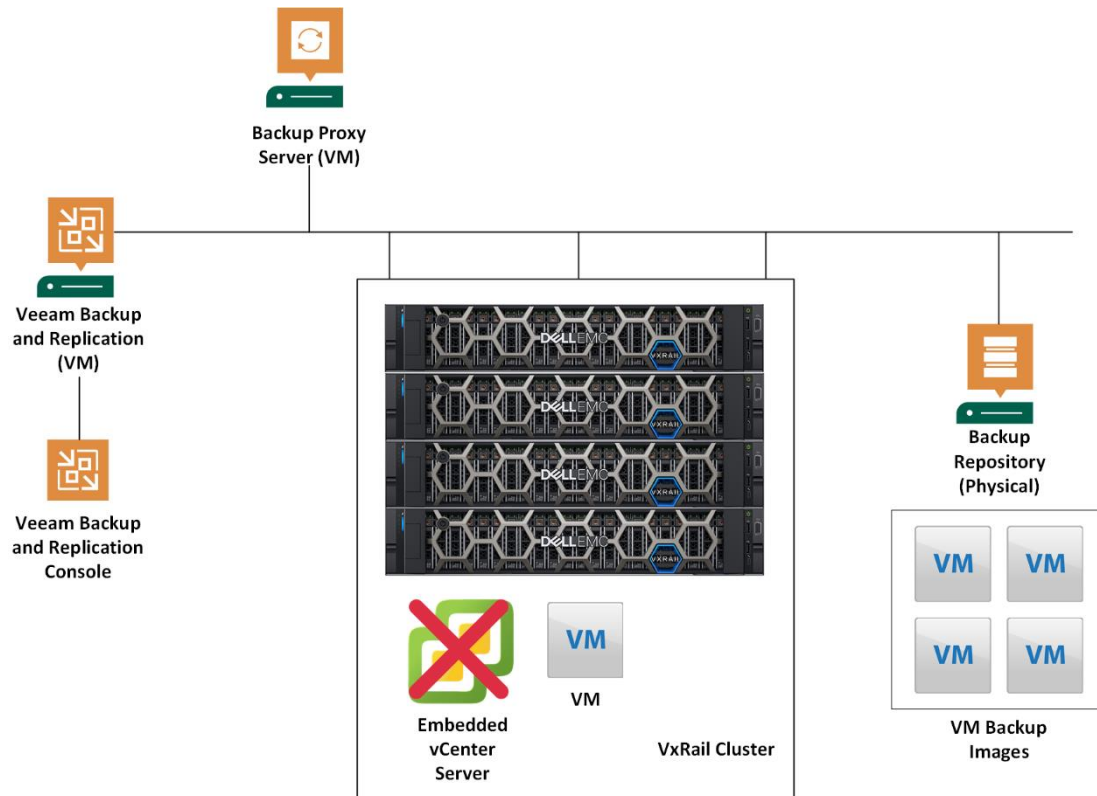 Backup Proxy
Server (VM)
Veeam Backup
and Replication
(VM)
Veeam Backup
and Replication
Console
DELLEMC
VXRAIL
DELLEMC
VXRAIL
DELLEMC
VXRAIL
DELLEMC
VXRAIL
Embedded
vCenter
Server
VM
VM
VxRail Cluster
Backup
Repository
(Physical)
VM
VM
VM
VM
VM Backup
Images